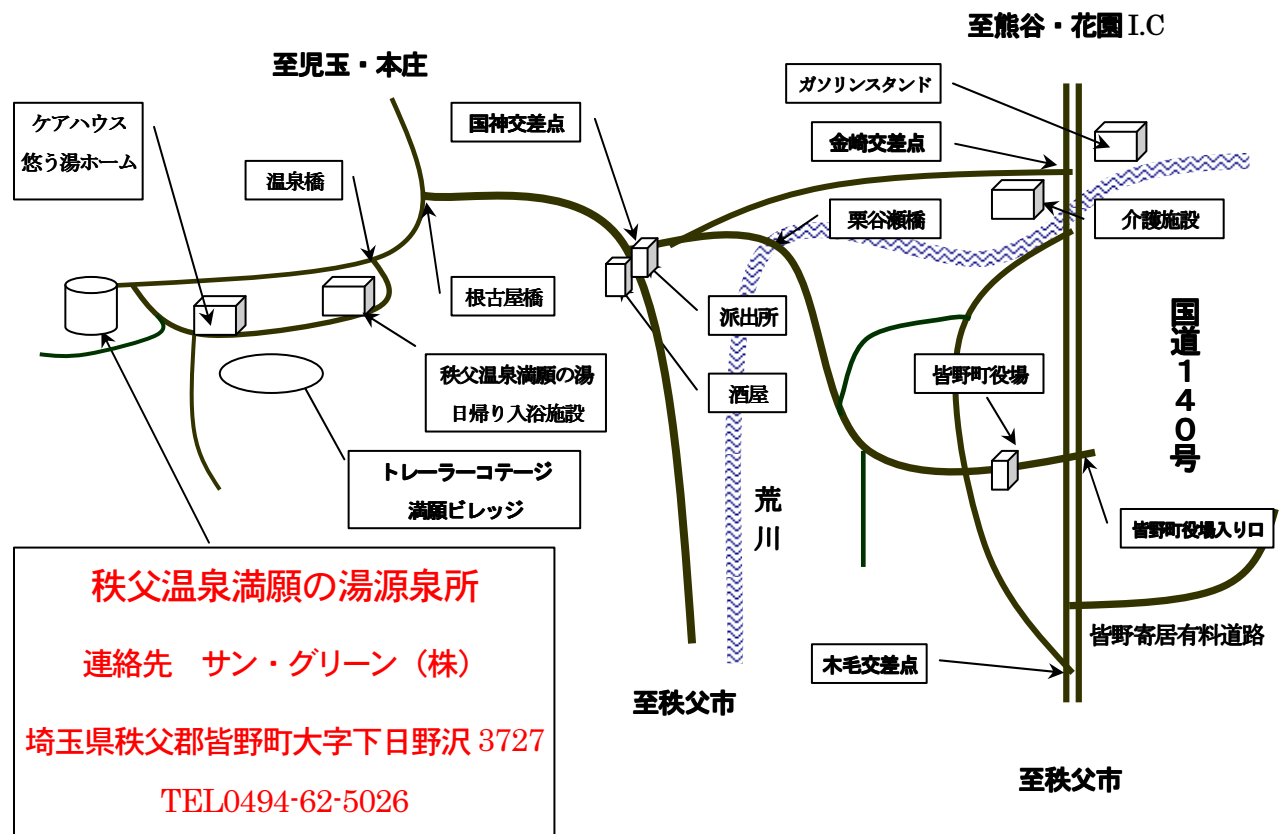 至熊谷・花園I.C
至児玉・本庄
ガソリンスタンド
ケアハウス
悠う湯ホーム
国神交差点
金崎交差点
温泉橋
栗谷瀬橋
介護施設
根古屋橋
派出所
国道１４０号
秩父温泉満願の湯
日帰り入浴施設
皆野町役場
酒屋
トレーラーコテージ
満願ビレッジ
荒川
皆野町役場入り口
秩父温泉満願の湯源泉所
連絡先　サン・グリーン（株）
埼玉県秩父郡皆野町大字下日野沢 3727
TEL0494-62-5026
皆野寄居有料道路
木毛交差点
至秩父市
至秩父市